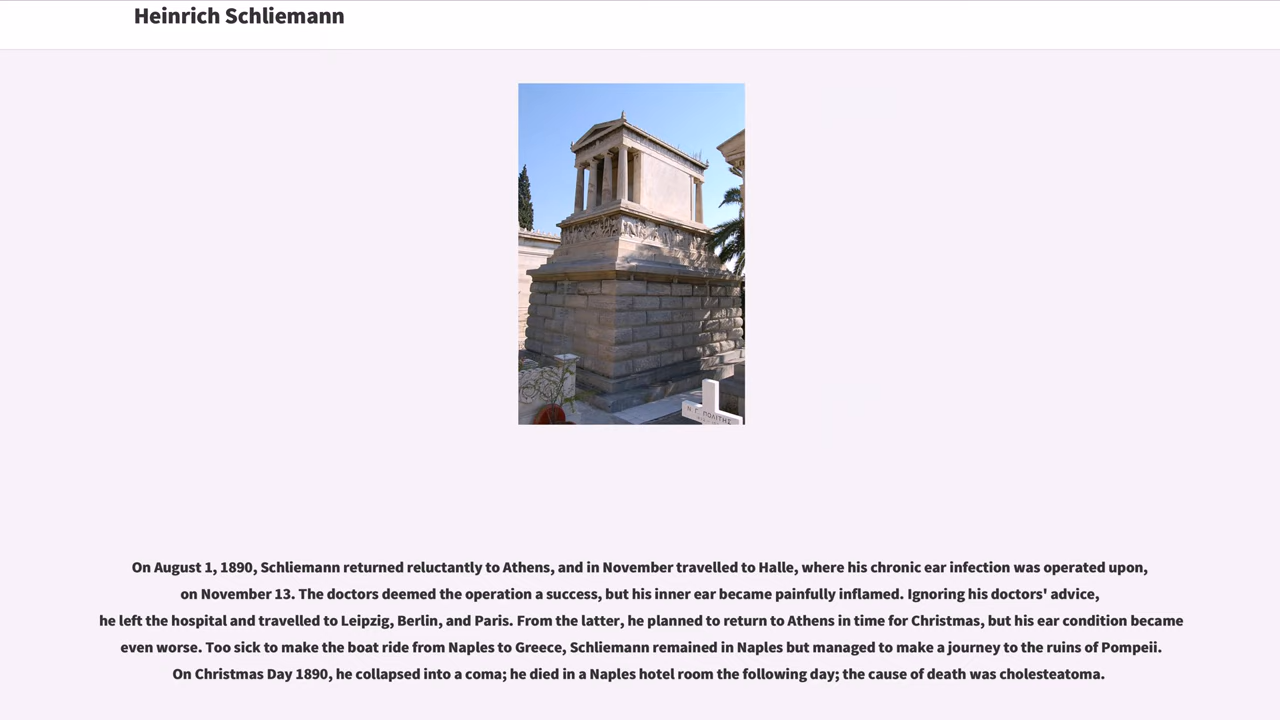 Heinrich Schliemann
Ν. Γ. ΠΟΛΙΤΗΣ
On August 1, 1890, Schliemann returned reluctantly to Athens, and in November travelled to Halle, where his chronic ear infection was operated upon,
on November 13. The doctors deemed the operation a success, but his inner ear became painfully inflamed. Ignoring his doctors' advice,
he left the hospital and travelled to Leipzig, Berlin, and Paris. From the latter, he planned to return to Athens in time for Christmas, but his ear condition became
even worse. Too sick to make the boat ride from Naples to Greece, Schliemann remained in Naples but managed to make a journey to the ruins of Pompeii.
On Christmas Day 1890, he collapsed into a coma; he died in a Naples hotel room the following day; the cause of death was cholesteatoma.